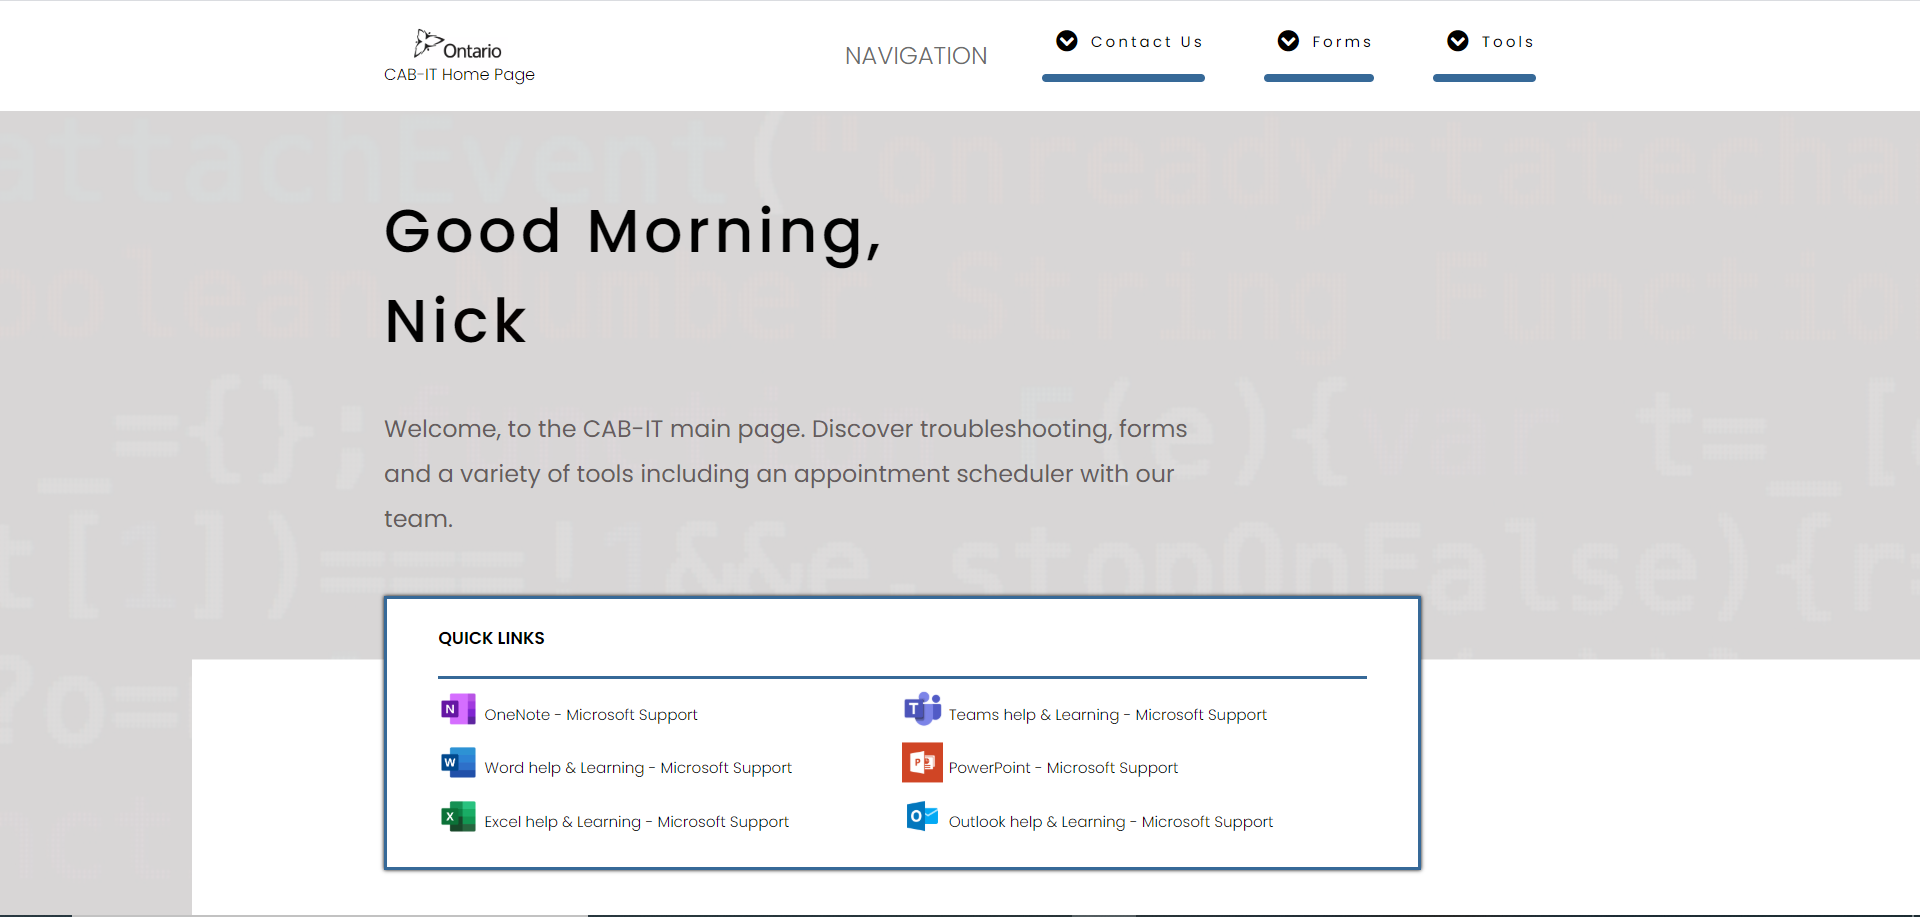 Ontario
CAB-IT Home Page
NAVIGATION
Contact Us
Forms
Tools
attachEvent("onreadystatecha
Good Morning,
Nick
Welcome, to the CAB-IT main page. Discover troubleshooting, forms
and a variety of tools including an appointment scheduler with our
team.
QUICK LINKS
OneNote - Microsoft Support
Teams help & Learning - Microsoft Support
Word help & Learning - Microsoft Support
PowerPoint - Microsoft Support
Excel help & Learning - Microsoft Support
Outlook help & Learning - Microsoft Support